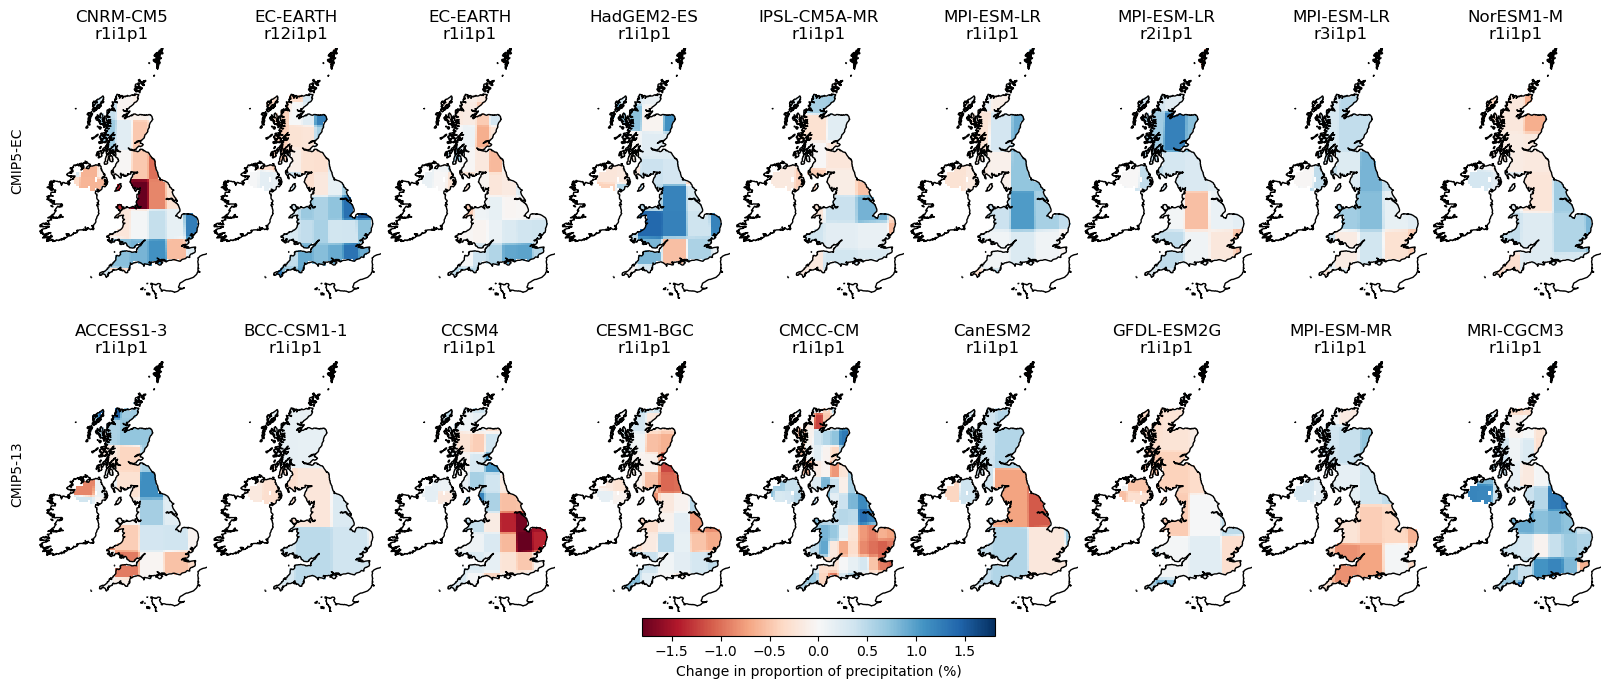 CNRM-CM5 EC-EARTH EC-EARTH HadGEM2-ES IPSL-CM5A-MR MPI-ESM-LR MPI-ESM-LR MPI-ESM-LR NorESM1-M
r1i1p1 r12i1p1 r1i1p1 r1i1p1 r1i1p1 r1i1p1 r2i1p1 r3i1p1 r1i1p1
CMIP5-EC
ACCESS1-3 BCC-CSM1-1 CCSM4 CESM1-BGC CMCC-CM CanESM2 GFDL-ESM2G MPI-ESM-MR MRI-CGCM3
r1i1p1 r1i1p1 r1i1p1 r1i1p1 r1i1p1 r1i1p1 r1i1p1 r1i1p1 r1i1p1
CMIP5-13
−1.5 −1.0 −0.5 0.0 0.5 1.0 1.5
Change in proportion of precipitation (%)